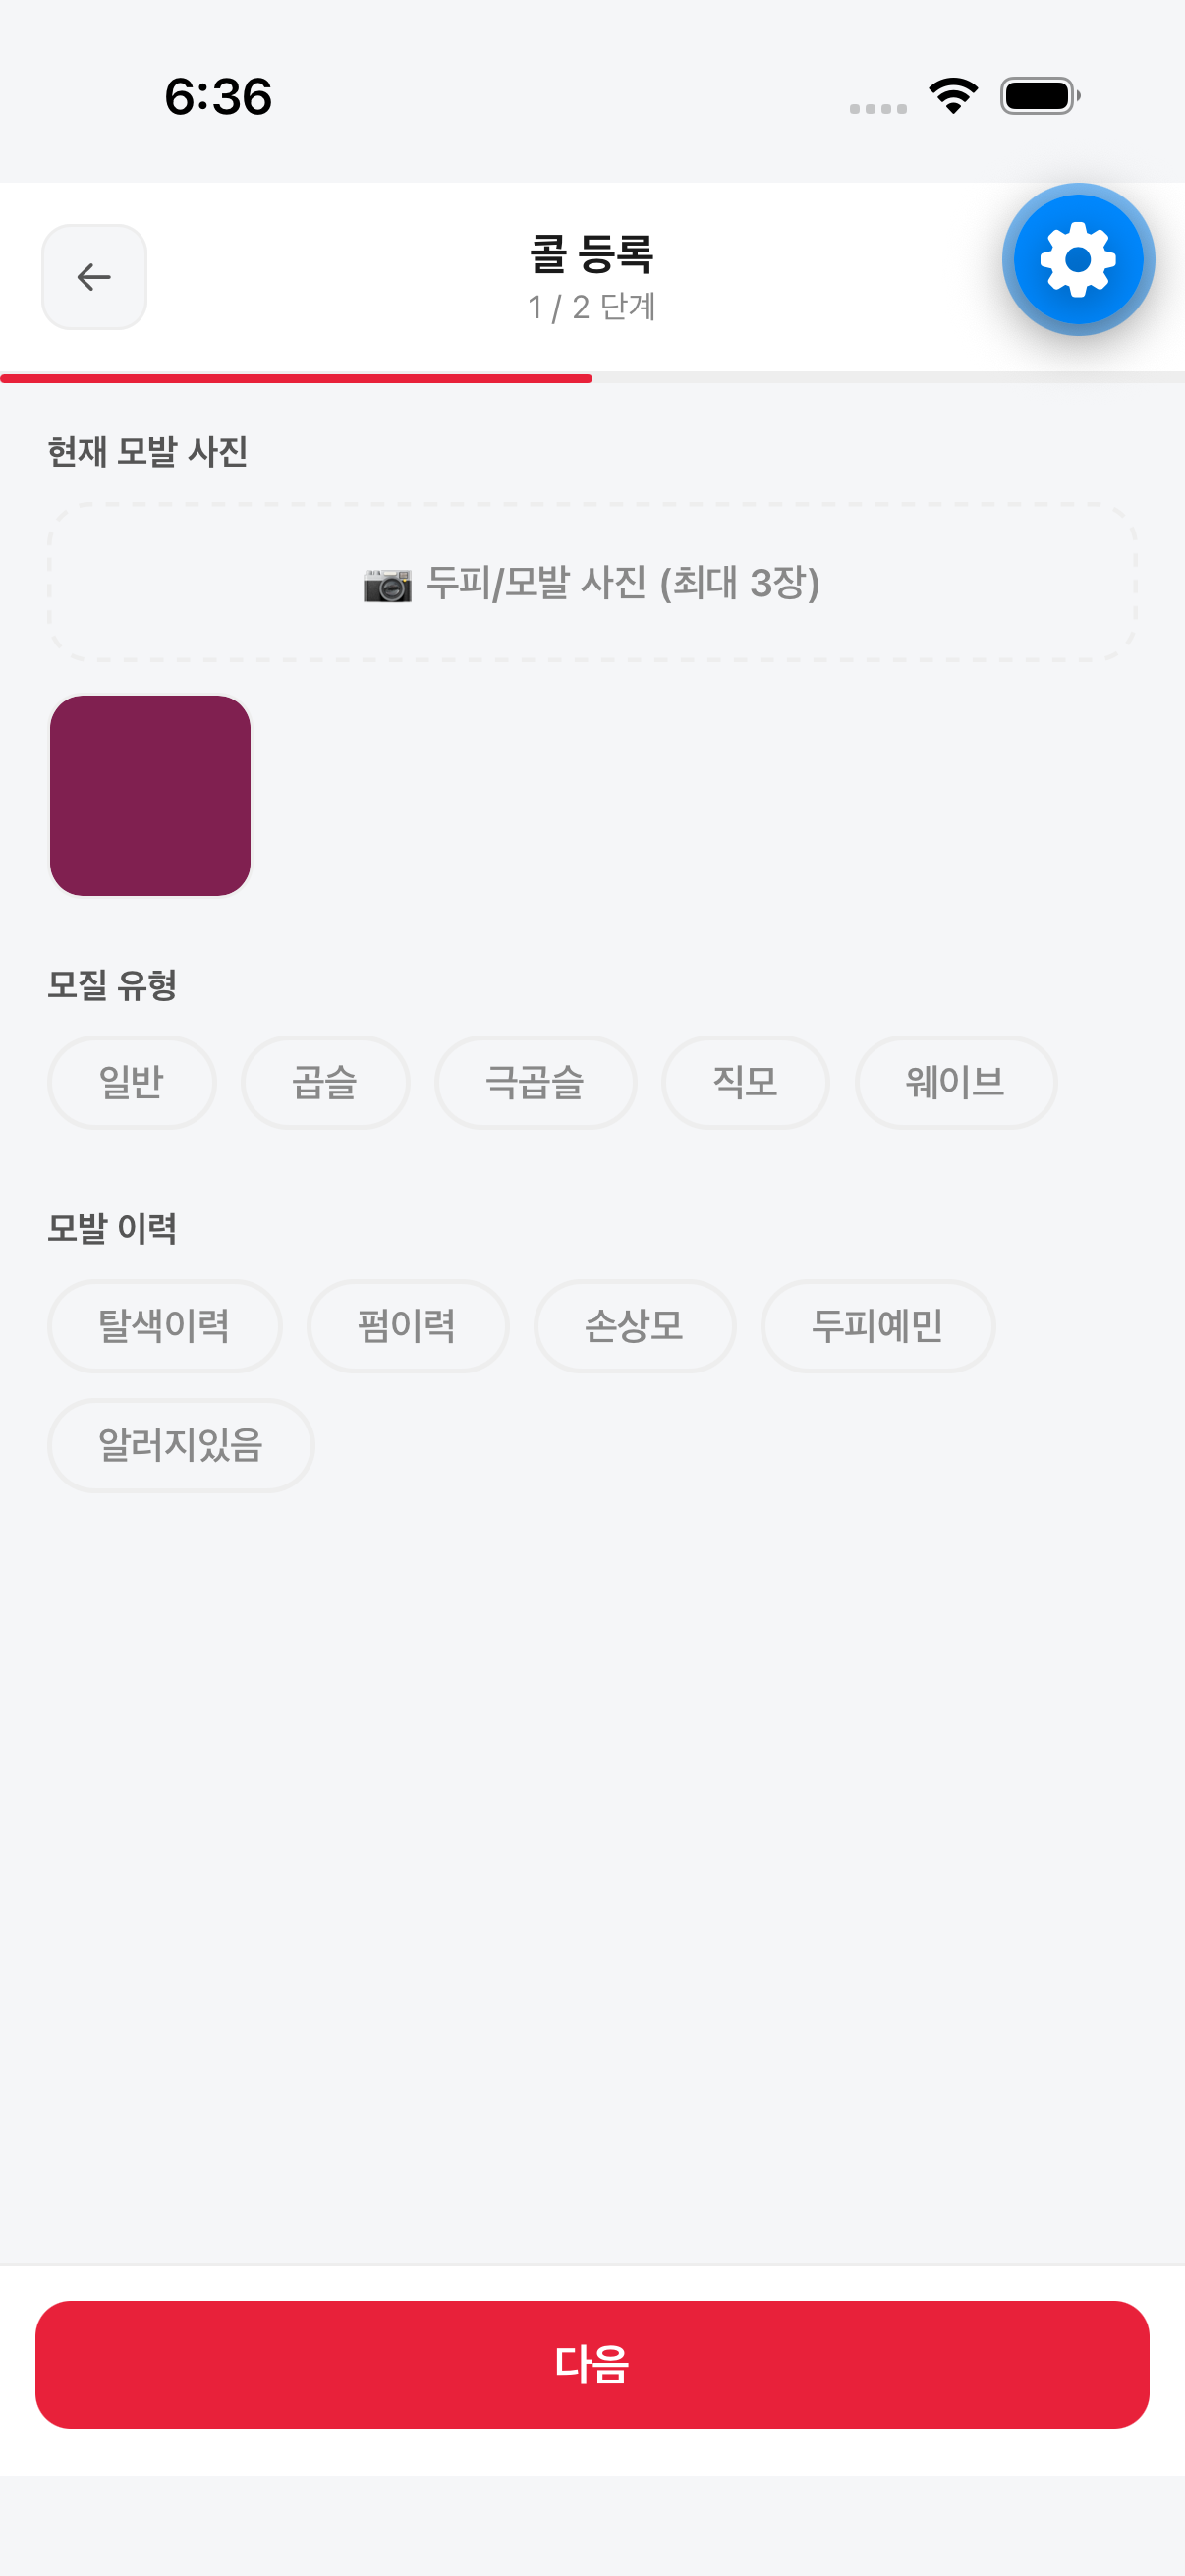 6:36
콜 등록
1 / 2 단계
현재 모발 사진
📷 두피/모발 사진 (최대 3장)
모질 유형
일반 곱슬 극곱슬 직모 웨이브
모발 이력
탈색이력 펌이력 손상모 두피예민
알러지있음
다음